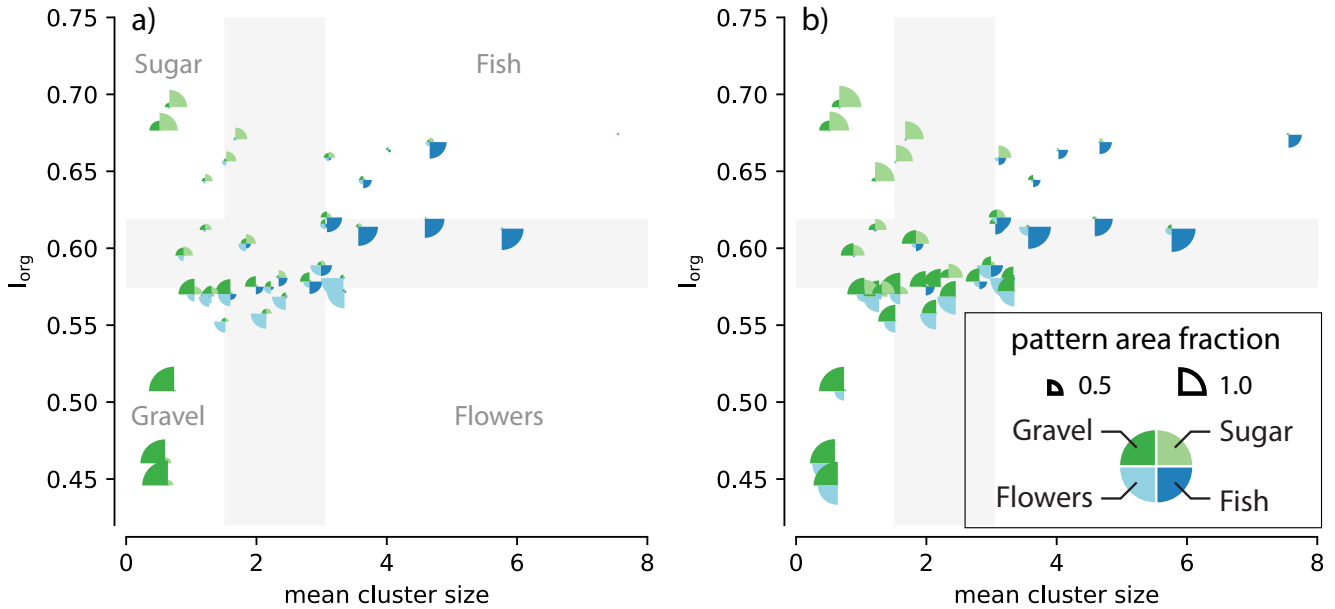 a)
0.75
0.70
0.65
0.60
0.55
0.50
0.45
I_org
Sugar
Fish
Gravel
Flowers
0 2 4 6 8
mean cluster size
b)
0.75
0.70
0.65
0.60
0.55
0.50
0.45
I_org
0 2 4 6 8
mean cluster size
pattern area fraction
0.5 1.0
Gravel Sugar
Flowers Fish